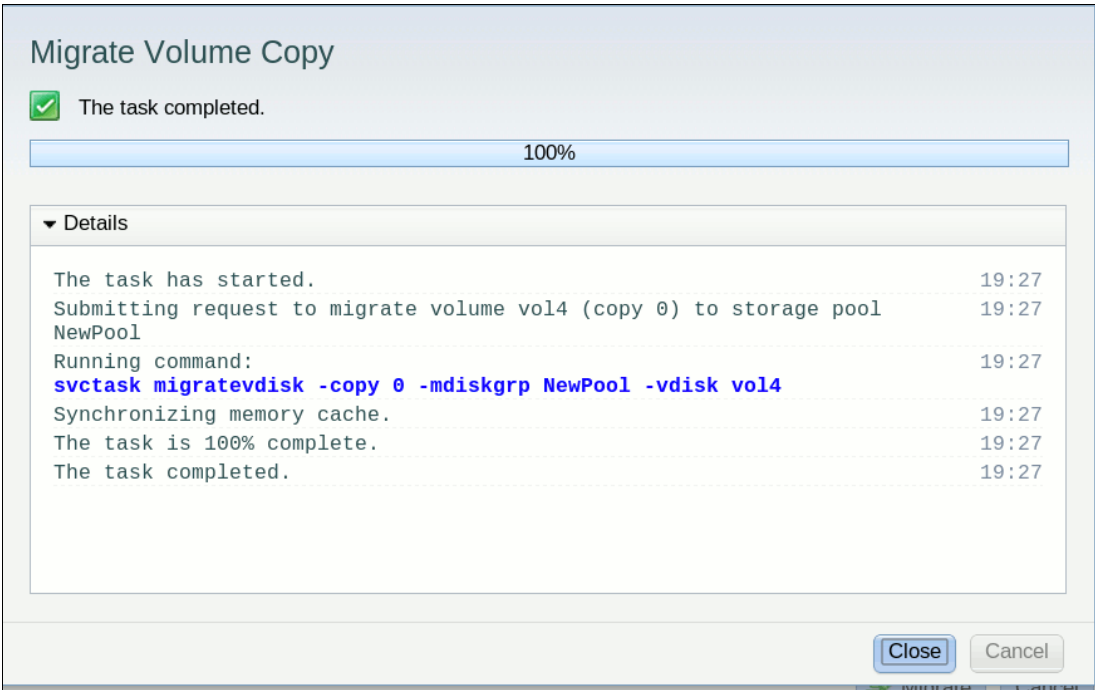 Migrate Volume Copy
The task completed.
100%
Details
The task has started. 19:27
Submitting request to migrate volume vol4 (copy 0) to storage pool 19:27
NewPool
Running command: 19:27
svctask migratevdisk -copy 0 -mdiskgrp NewPool -vdisk vol4
Synchronizing memory cache. 19:27
The task is 100% complete. 19:27
The task completed. 19:27
Close Cancel
Migrate Cancel